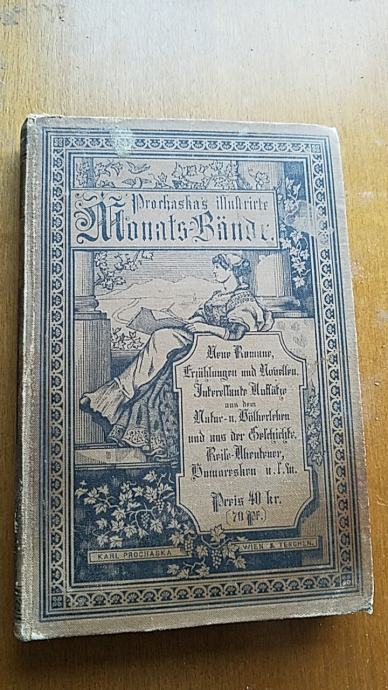 Prochaskas illustrirte
Monats-Bände.
Neue Romane,
Erzählungen und Novellen.
Interessante Aufsätze
aus dem
Natur- u. Völkerleben
und aus der Geschichte.
Reise-Abenteuer,
Humoresken u. s. w.
Preis 40 kr.
(70 Pf.)
KARL PROCHASKA
WIEN & TESCHEN.